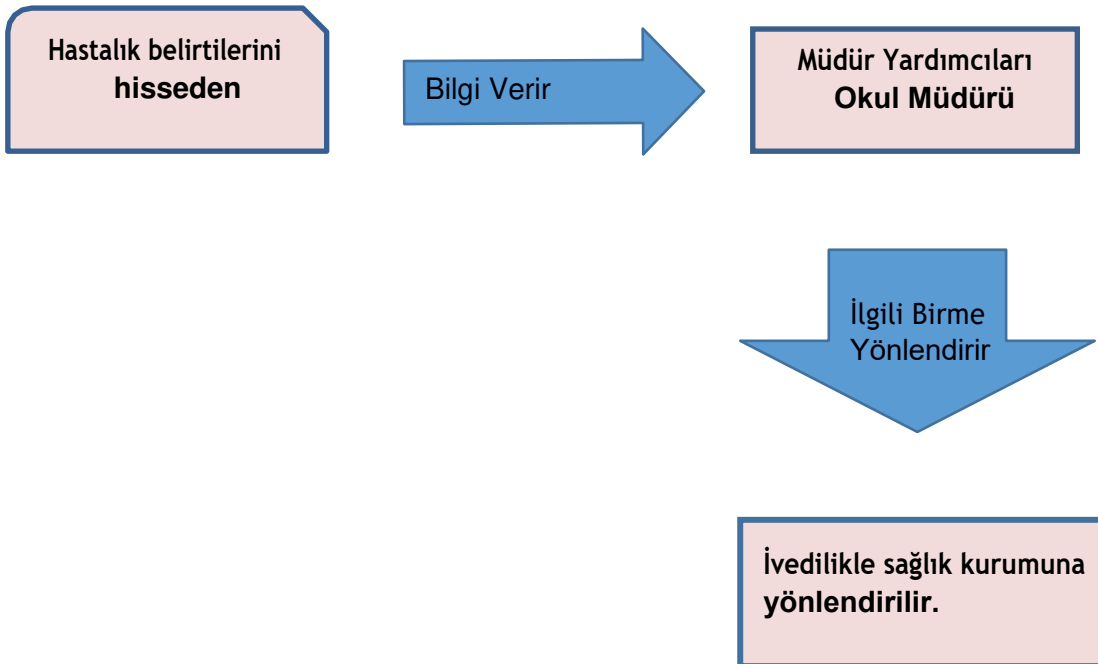 Hastalık belirtilerini
hisseden
Bilgi Verir
Müdür Yardımcıları
Okul Müdürü
İlgili Birme
Yönlendirir
İvedilikle sağlık kurumuna
yönlendirilir.